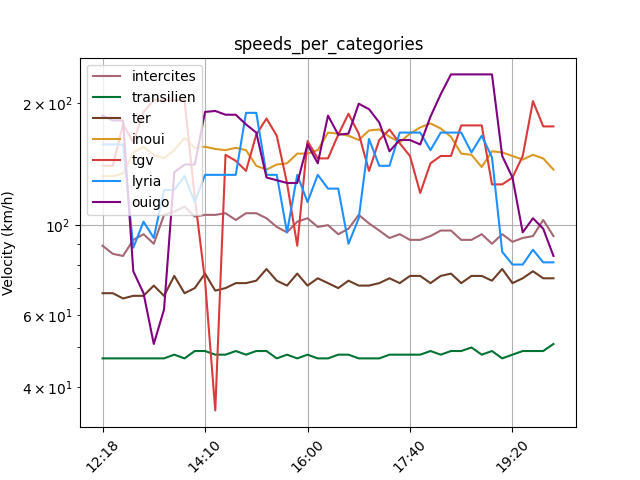 speeds_per_categories
intercites
transilien
ter
inoui
tgv
lyria
ouigo
Velocity (km/h)
2 × 10²
10²
6 × 10¹
4 × 10¹
12:18
14:10
16:00
17:40
19:20